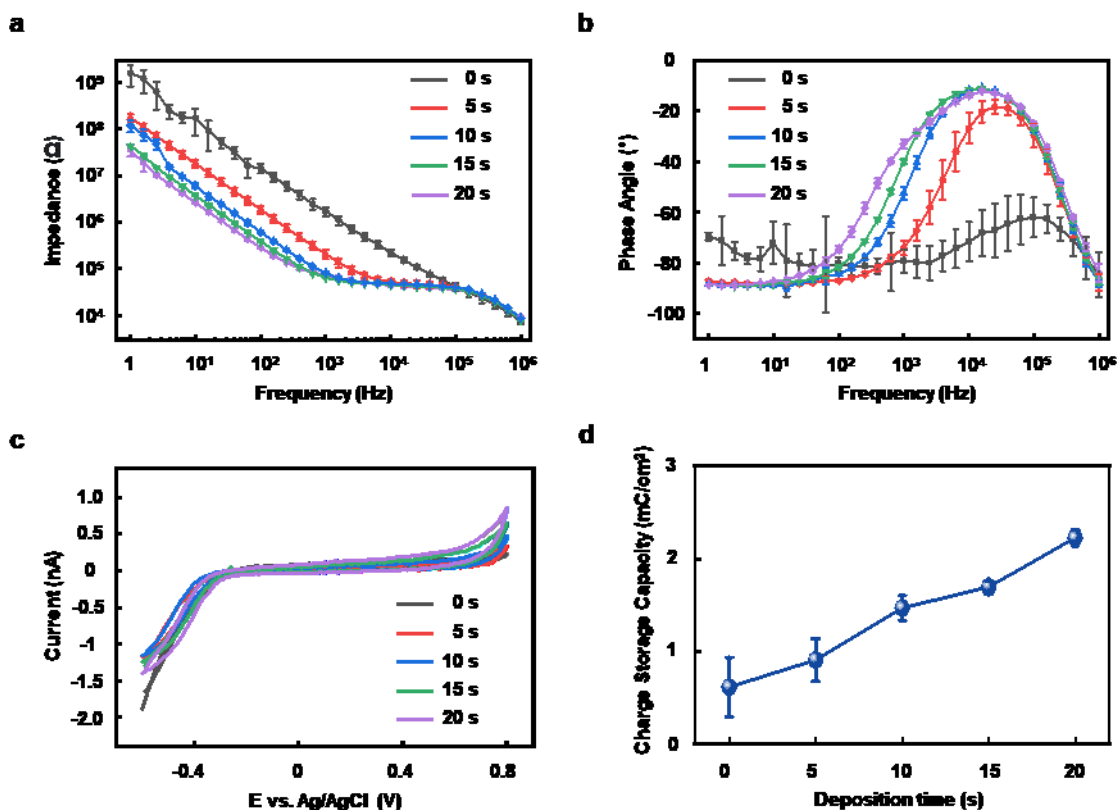 a
10⁹
10⁸
10⁷
10⁶
10⁵
10⁴
Impedance (Ω)
0 s
5 s
10 s
15 s
20 s
1 10¹ 10² 10³ 10⁴ 10⁵ 10⁶
Frequency (Hz)
b
0
-20
-40
-60
-80
-100
Phase Angle (°)
0 s
5 s
10 s
15 s
20 s
1 10² 10³ 10⁴ 10⁵ 10⁶
Frequency (Hz)
c
1.0
0.5
0
-0.5
-1
-1.5
-2.0
Current (nA)
0 s
5 s
10 s
15 s
20 s
-0.4 0 0.4 0.8
E vs. Ag/AgCl (V)
d
3
2
1
0
Charge Storage Capacity (mC/cm²)
0 5 10 15 20
Deposition time (s)